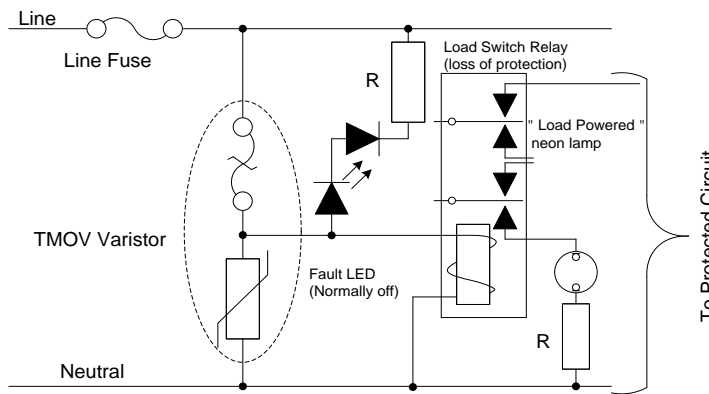 Line
Line Fuse
R
Load Switch Relay
(loss of protection)
" Load Powered "
neon lamp
TMOV Varistor
Fault LED
(Normally off)
R
Neutral
To Protected Circuit